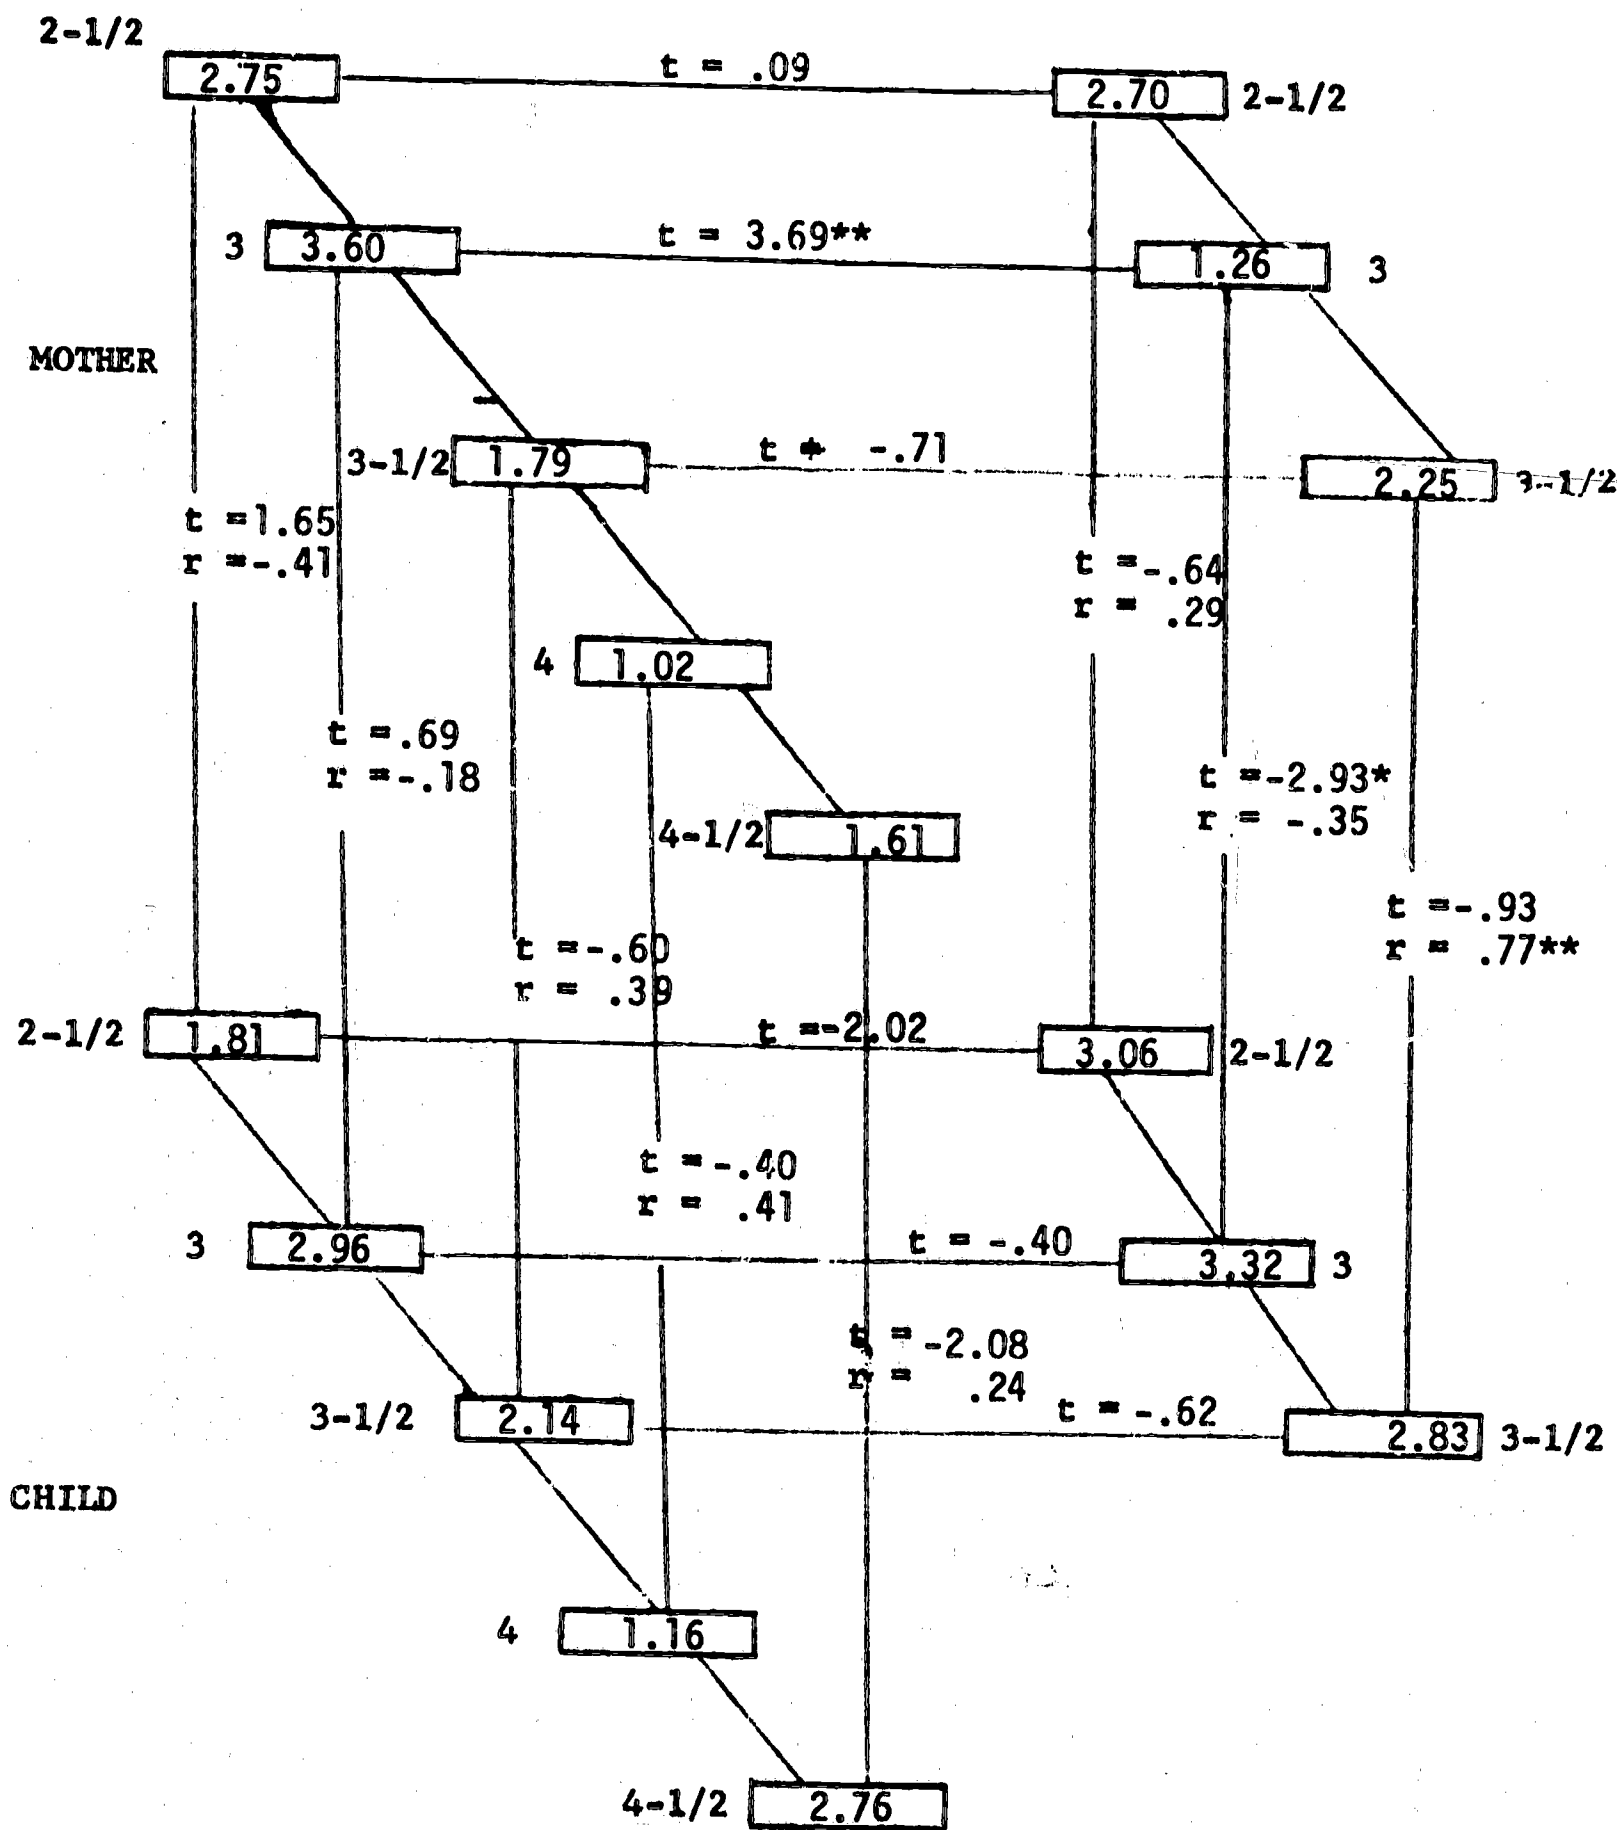 2-1/2
2.75 t = .09 2.70 2-1/2
3 3.60 t = 3.69** 1.26 3
MOTHER
3-1/2 1.79 t = -.71 2.25 3-1/2
t =1.65
r =-.41
t =-.64
r = .29
4 1.02
t =.69
r =-.18
t =-2.93*
r = -.35
4-1/2 1.61
t =-.93
r = .77**
t =-.60
r = .39
2-1/2 1.81 t =-2.02 3.06 2-1/2
t =-.40
r = .41
3 2.96 t = -.40 3.32 3
t = -2.08
r = .24
3-1/2 2.14 t = -.62 2.83 3-1/2
CHILD
4 1.16
4-1/2 2.76